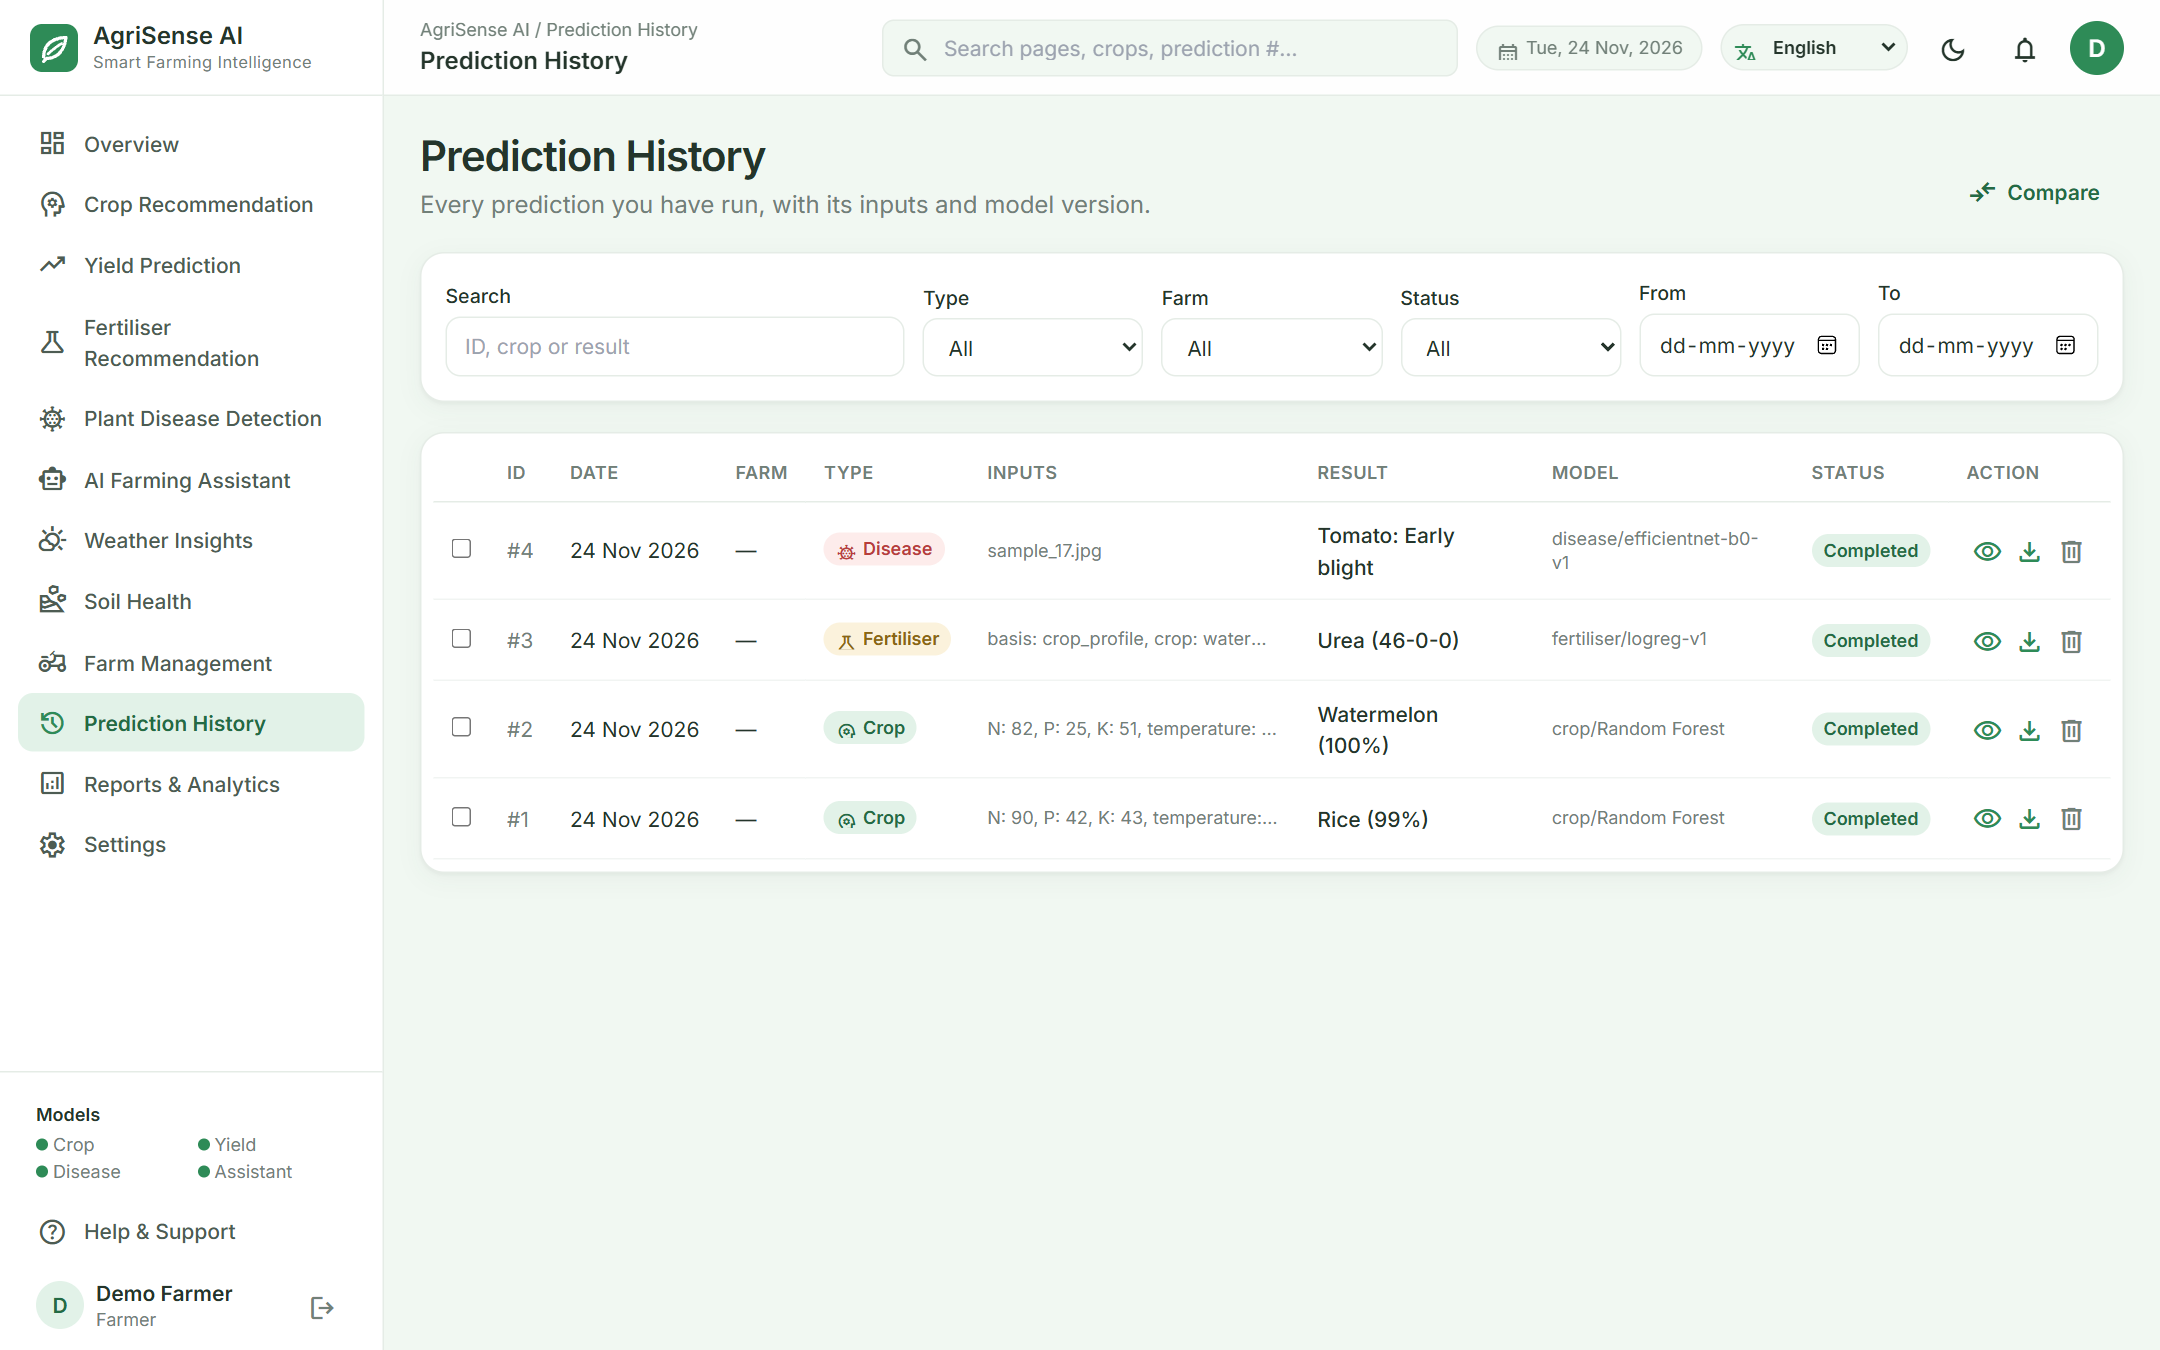 AgriSense AI
Smart Farming Intelligence
AgriSense AI / Prediction History
Prediction History
Search pages, crops, prediction #...
Tue, 24 Nov, 2026
English
D
Overview
Crop Recommendation
Yield Prediction
Fertiliser
Recommendation
Plant Disease Detection
AI Farming Assistant
Weather Insights
Soil Health
Farm Management
Prediction History
Reports & Analytics
Settings
Models
Crop
Yield
Disease
Assistant
Help & Support
D
Demo Farmer
Farmer
Prediction History
Every prediction you have run, with its inputs and model version.
Compare
Search
Type
Farm
Status
From
To
ID, crop or result
All
All
All
dd-mm-yyyy
dd-mm-yyyy
ID DATE FARM TYPE INPUTS RESULT MODEL STATUS ACTION
#4 24 Nov 2026 — Disease sample_17.jpg Tomato: Early blight disease/efficientnet-b0-v1 Completed
#3 24 Nov 2026 — Fertiliser basis: crop_profile, crop: water... Urea (46-0-0) fertiliser/logreg-v1 Completed
#2 24 Nov 2026 — Crop N: 82, P: 25, K: 51, temperature: ... Watermelon (100%) crop/Random Forest Completed
#1 24 Nov 2026 — Crop N: 90, P: 42, K: 43, temperature:... Rice (99%) crop/Random Forest Completed